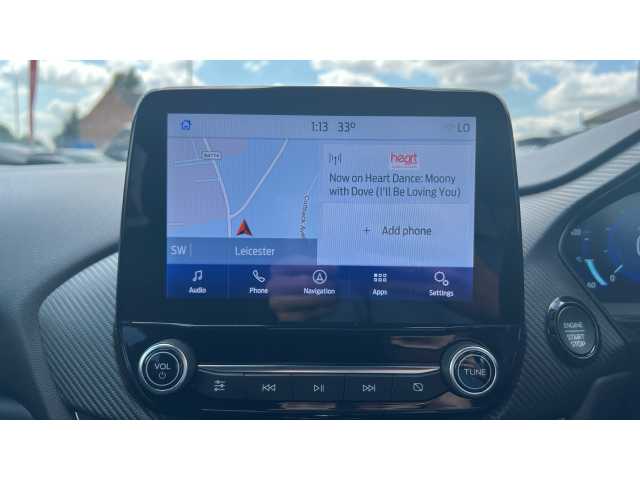 1:13 33°
LO
B4114
heart
Now on Heart Dance: Moony
with Dove (I'll Be Loving You)
+ Add phone
SW
Leicester
Audio
Phone
Navigation
Apps
Settings
VOL
TUNE
ENGINE
START
STOP